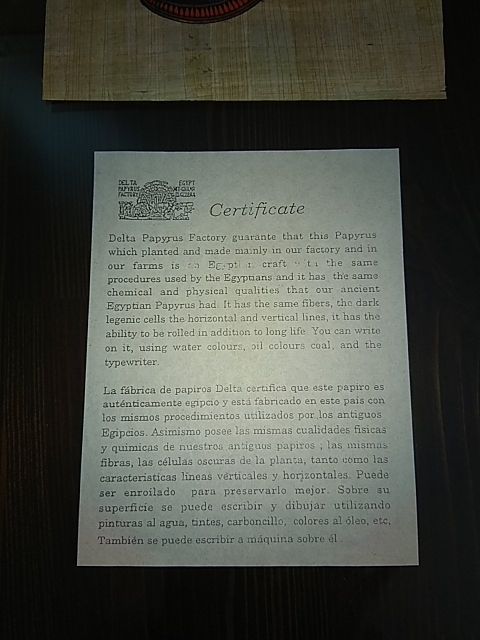 DELTA EGYPT
PAPYRUS
FACTORY
Certificate
Delta Papyrus Factory guarante that this Papyrus
which planted and made mainly in our factory and in
our farms is craft the same
procedures used by the Egyptians and it has the same
chemical and physical qualities that our ancient
Egyptian Papyrus had. It has the same fibers, the dark
legenic cells the horizontal and vertical lines, it has the
ability to be rolled in addition to long life. You can write
on it, using water colours, oil colours coal, and the
typewriter.
La fábrica de papiros Delta certifica que este papiro es
auténticamente egipcio y está fabricado en este pais con
los mismos procedimientos utilizados por los antiguos
Egipcios. Asimismo posee las mismas cualidades fisicas
y quimicas de nuestros antiguos papiros ; las mismas
fibras, las células oscuras de la planta, tanto como las
caracteristicas líneas verticales y horizontales. Puede
ser enrollado para preservarlo mejor. Sobre su
superficie se puede escribir y dibujar utilizando
pinturas al agua, tintes, carboncillo, colores al óleo, etc,
También se puede escribir a máquina sobre él.